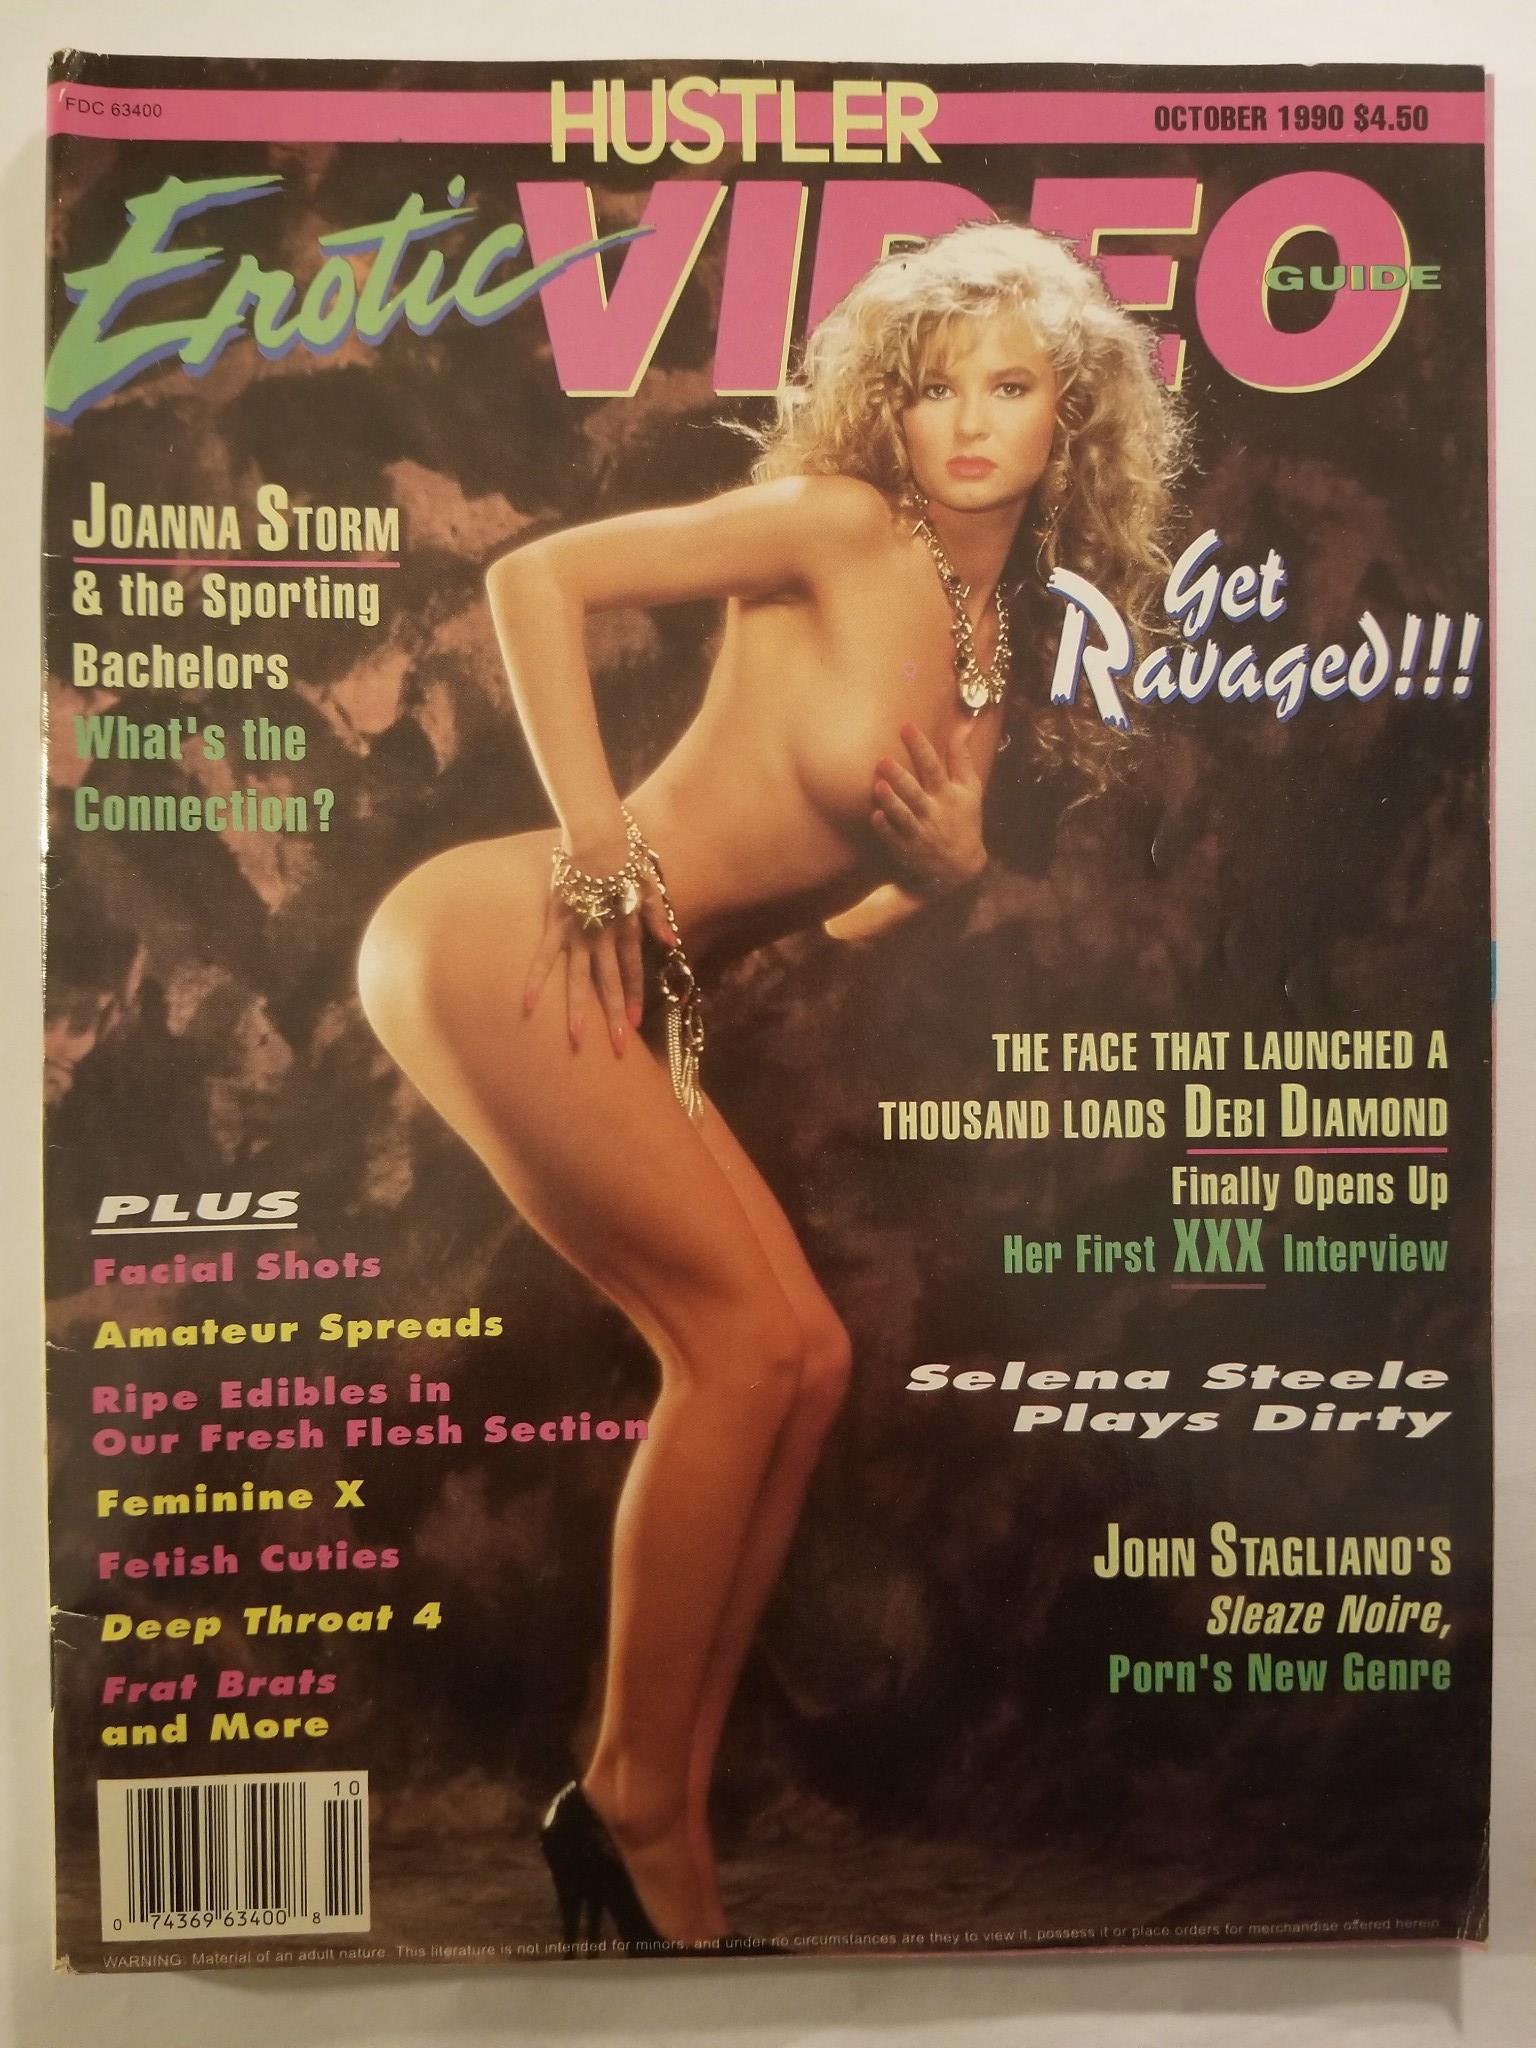 FDC 63400
HUSTLER
OCTOBER 1990 $4.50
Erotic VIDEO
GUIDE
JOANNA STORM
& the Sporting
Bachelors
What's the
Connection?
Get
Ravaged!!!
THE FACE THAT LAUNCHED A
THOUSAND LOADS DEBI DIAMOND
Finally Opens Up
Her First XXX Interview
Selena Steele
Plays Dirty
JOHN STAGLIANO'S
Sleaze Noire,
Porn's New Genre
PLUS
Facial Shots
Amateur Spreads
Ripe Edibles in
Our Fresh Flesh Section
Feminine X
Fetish Cuties
Deep Throat 4
Frat Brats
and More
10
0 74369 63400 8
WARNING: Material of an adult nature. This literature is not intended for minors, and under no circumstances are they to view it, possess it or place orders for merchandise offered herein.